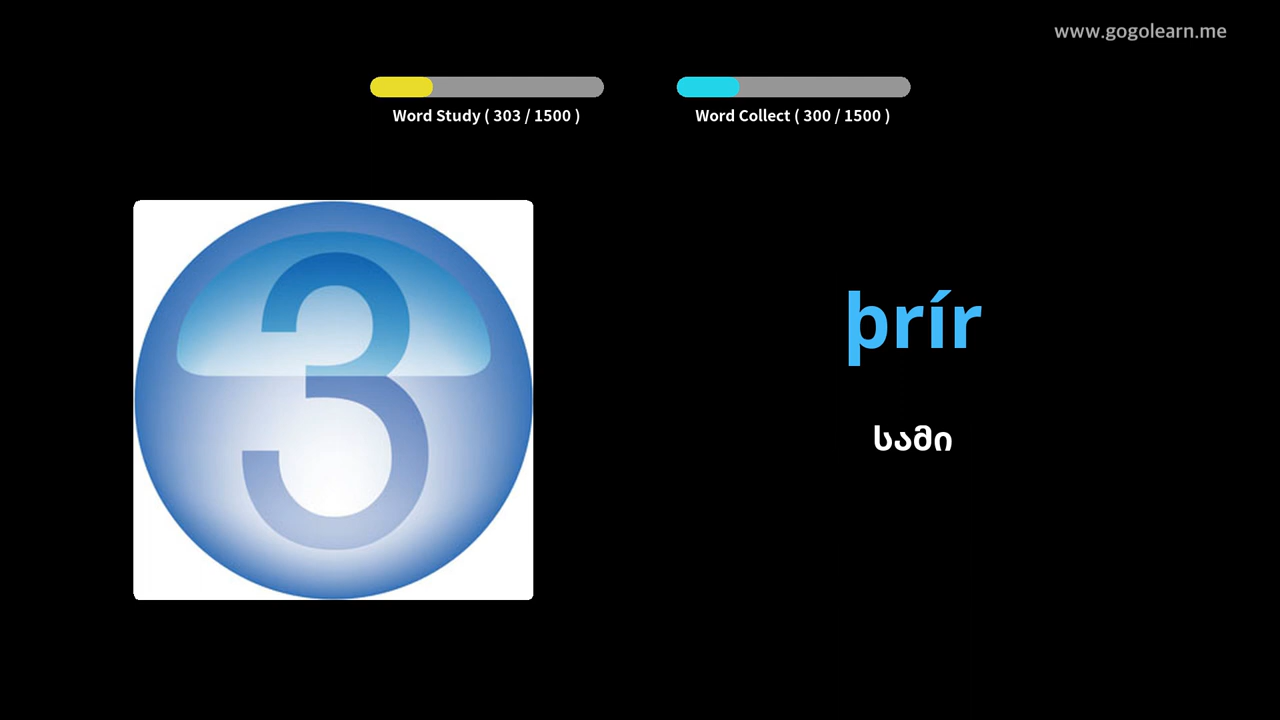 www.gogolearn.me
Word Study ( 303 / 1500 )
Word Collect ( 300 / 1500 )
3
þrír
სამი